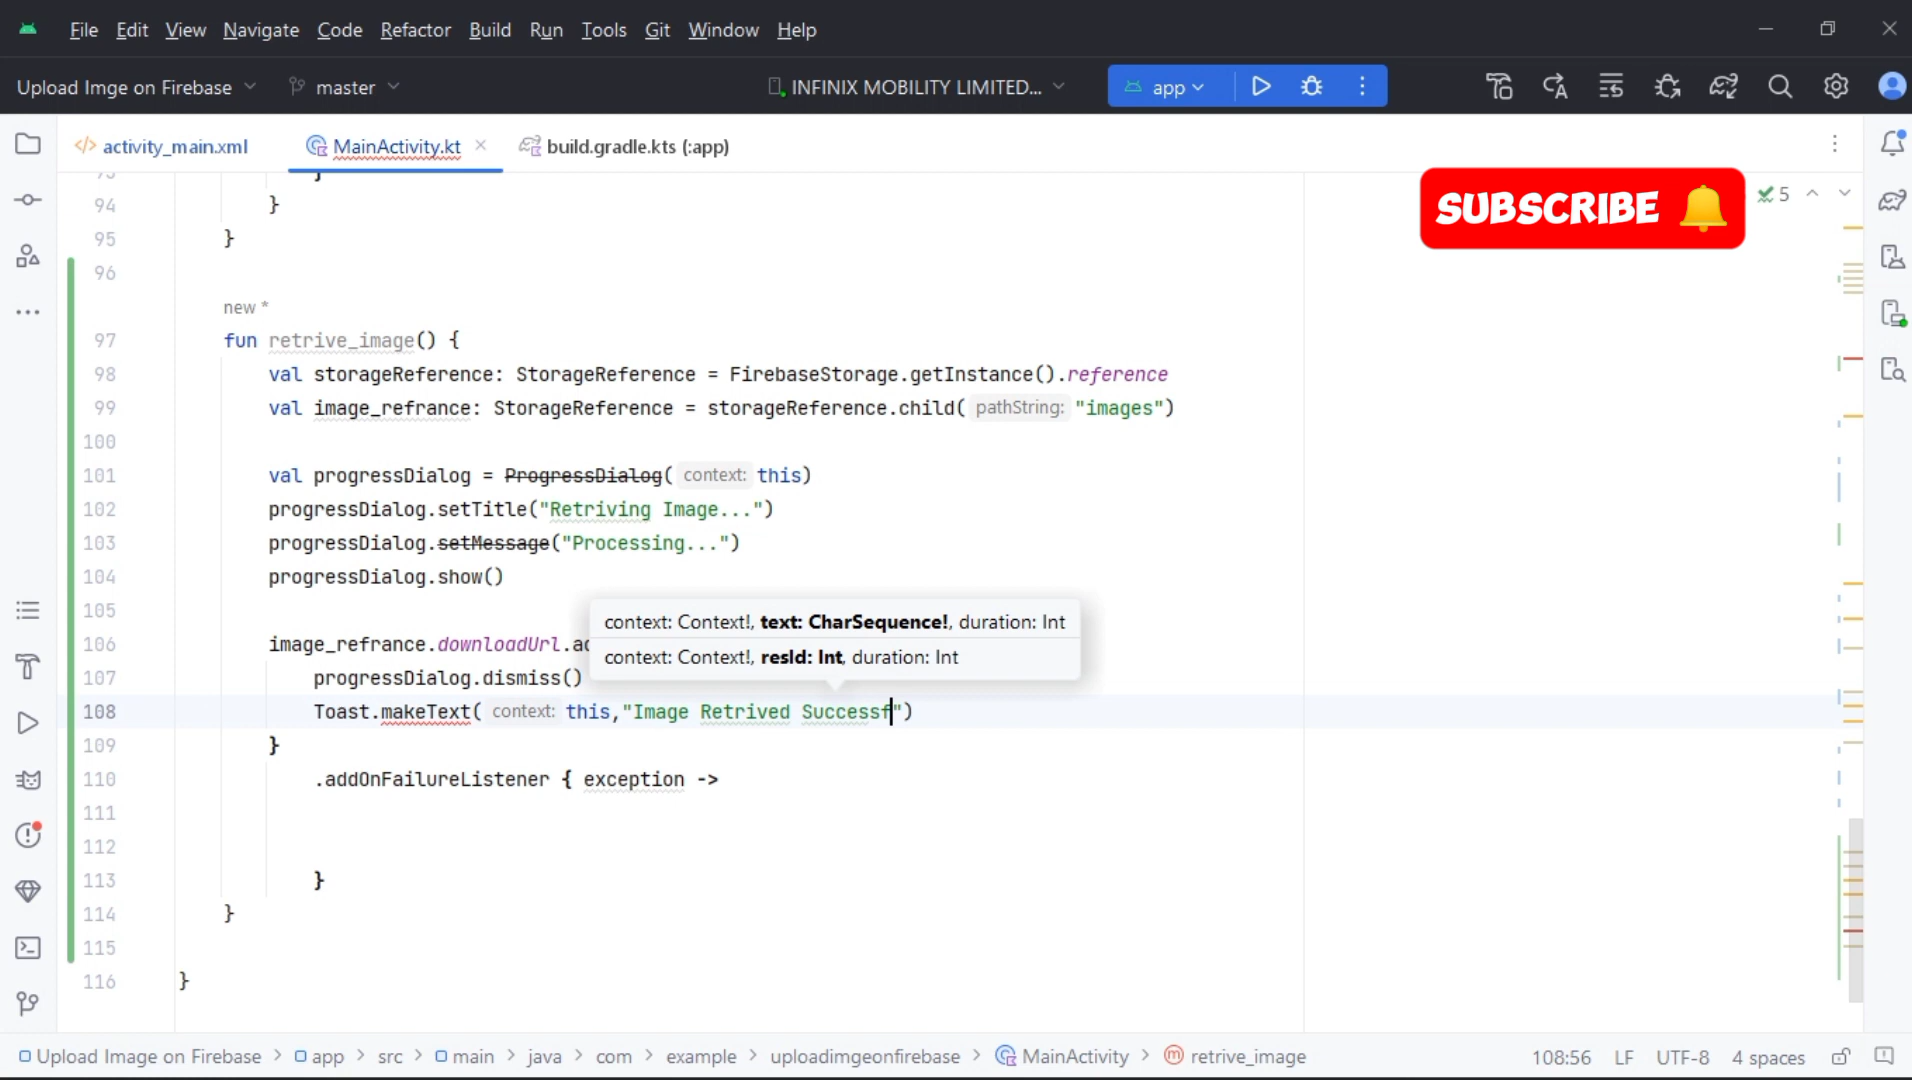 File Edit View Navigate Code Refactor Build Run Tools Git Window Help
Upload Imge on Firebase master INFINIX MOBILITY LIMITED... app
activity_main.xml MainActivity.kt build.gradle.kts (:app)
SUBSCRIBE
5
94 }
95 }
96
new *
97 fun retrive_image() {
98 val storageReference: StorageReference = FirebaseStorage.getInstance().reference
99 val image_refrance: StorageReference = storageReference.child( pathString: "images")
100
101 val progressDialog = ProgressDialog( context: this)
102 progressDialog.setTitle("Retriving Image...")
103 progressDialog.setMessage("Processing...")
104 progressDialog.show()
105
context: Context!, text: CharSequence!, duration: Int
106 image_refrance.downloadUrl.ad
context: Context!, resId: Int, duration: Int
107 progressDialog.dismiss()
108 Toast.makeText( context: this,"Image Retrived Successf")
109 }
110 .addOnFailureListener { exception ->
111
112
113 }
114 }
115
116 }
Upload Image on Firebase > app > src > main > java > com > example > uploadimgeonfirebase > MainActivity > retrive_image 108:56 LF UTF-8 4 spaces